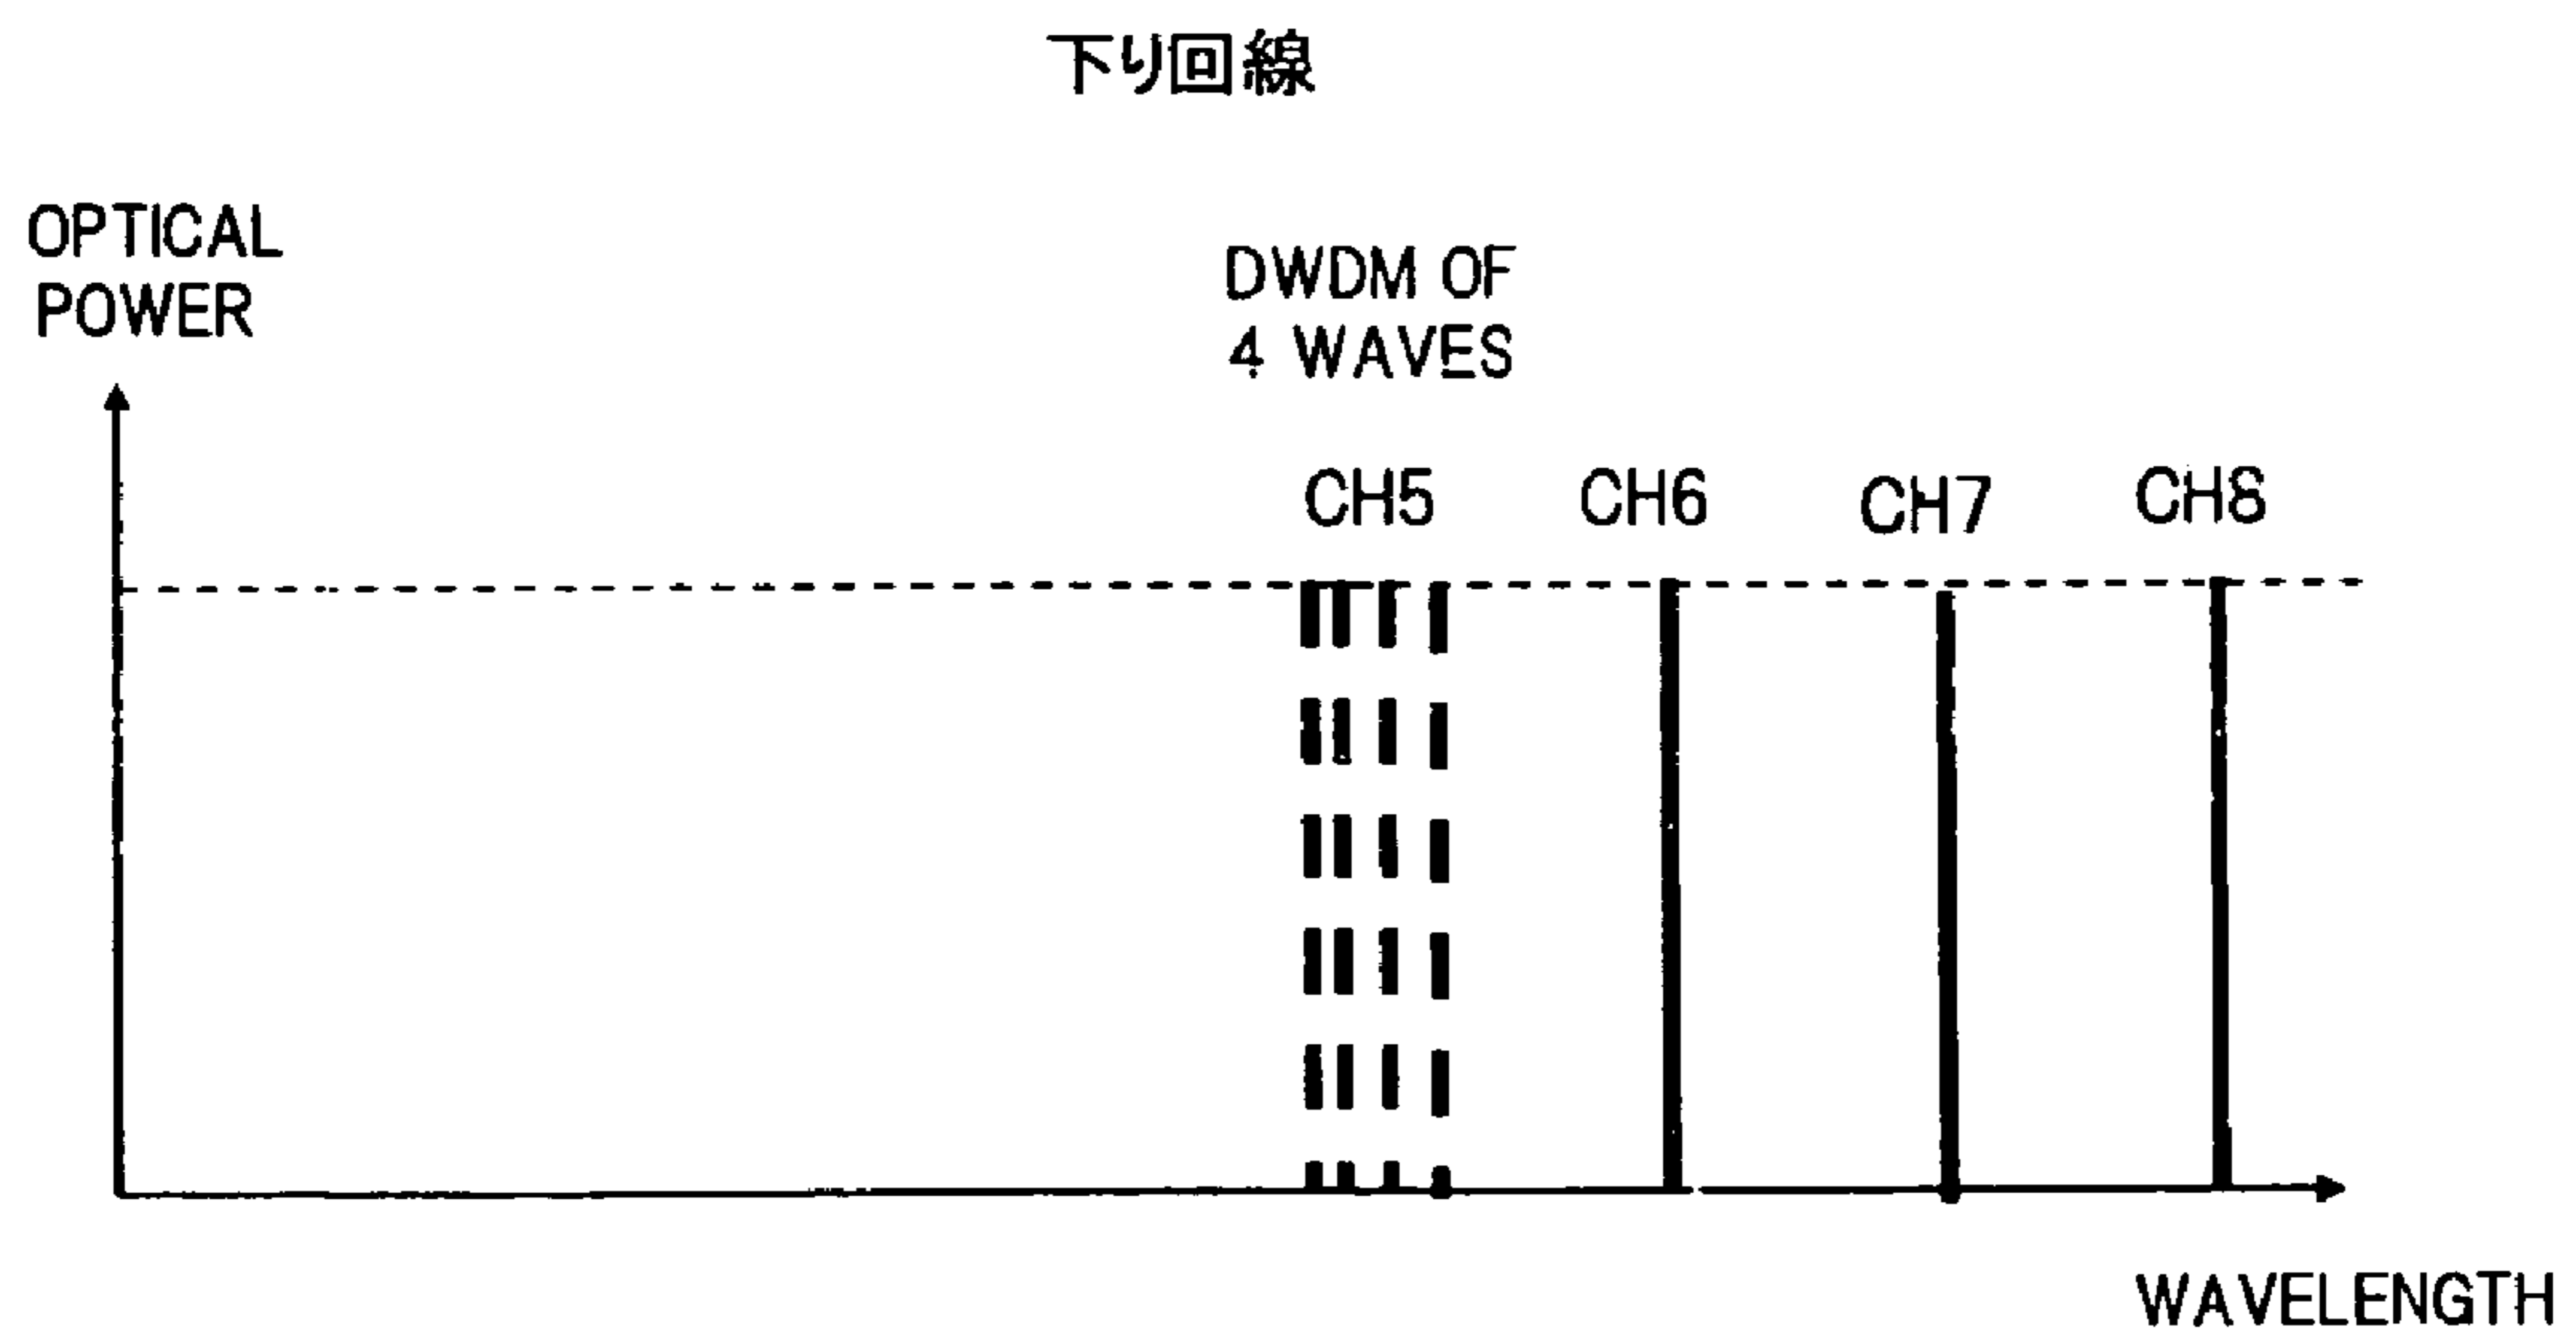 下り回線
OPTICAL
POWER
DWDM OF
4 WAVES
CH5
CH6
CH7
CH8
WAVELENGTH